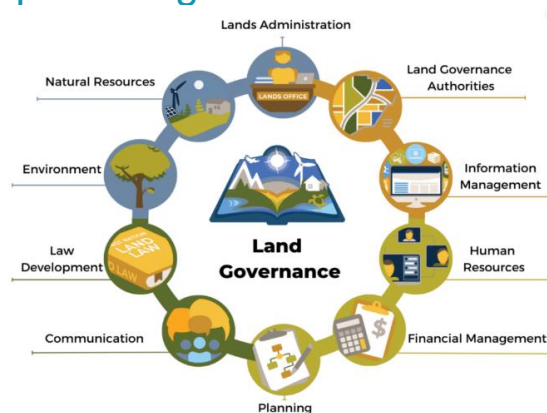 Lands Administration
Natural Resources
Land Governance
Authorities
LANDS OFFICE
Environment
Information
Management
Land
Governance
LAND
LAW
D LAW
Law
Development
Human
Resources
Communication
Financial Management
Planning